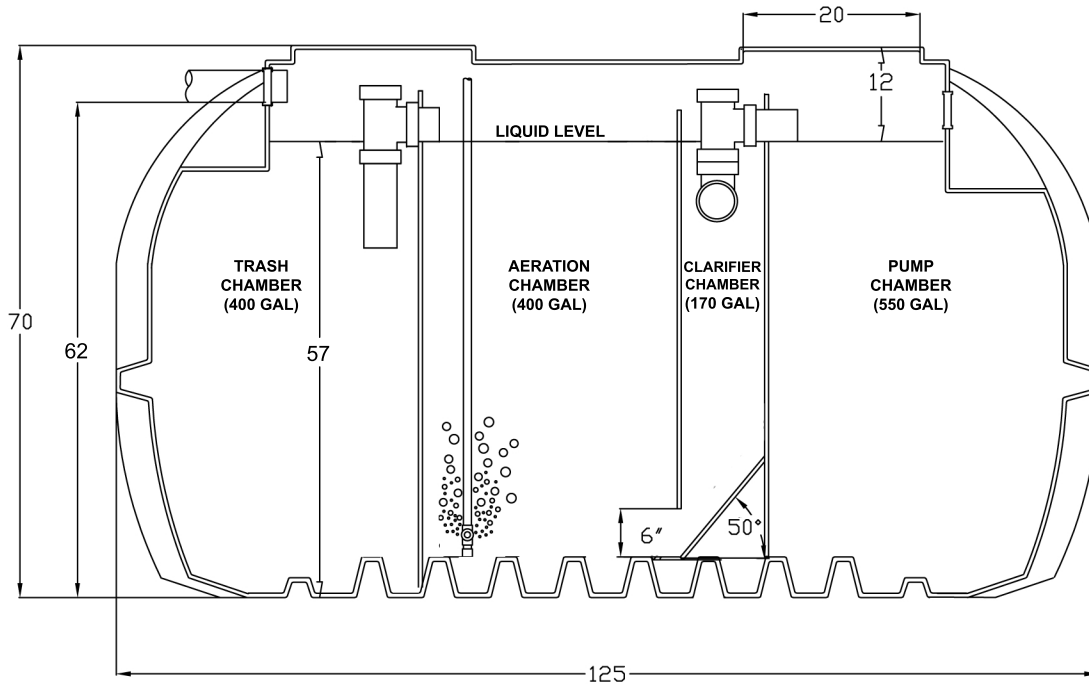 20
12
LIQUID LEVEL
TRASH
CHAMBER
(400 GAL)
AERATION
CHAMBER
(400 GAL)
CLARIFIER
CHAMBER
(170 GAL)
PUMP
CHAMBER
(550 GAL)
70
62
57
6"
50°
125